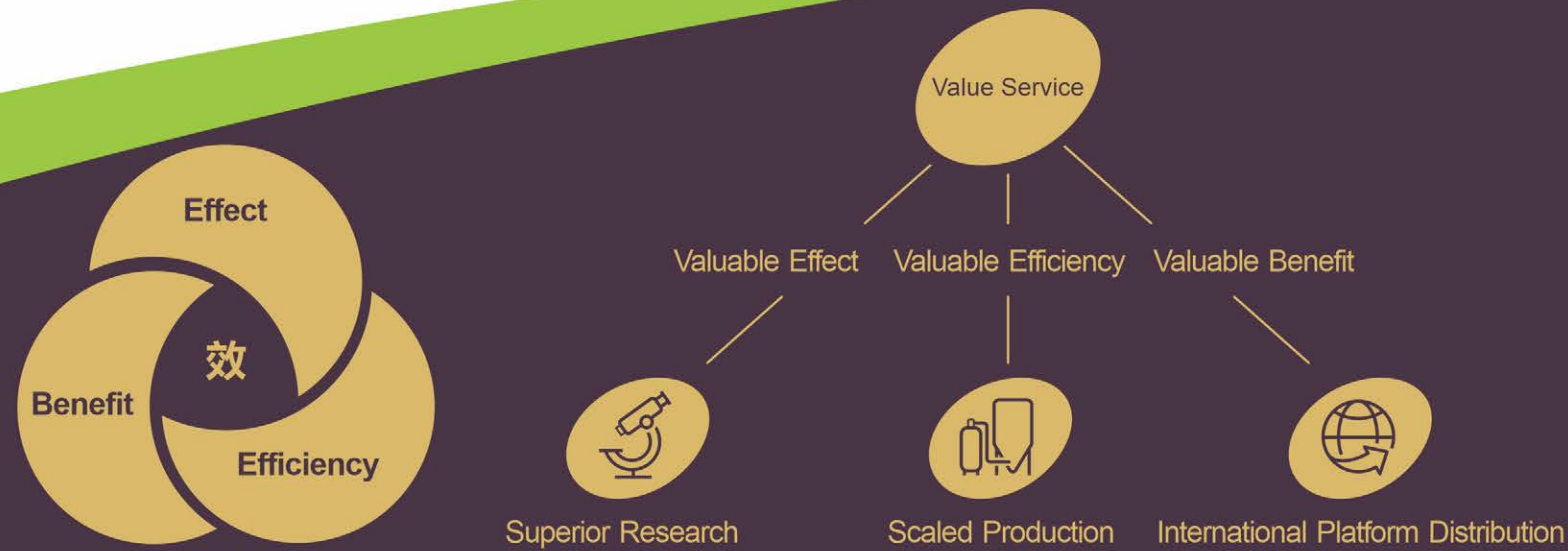 Effect
Benefit
效
Efficiency
Value Service
Valuable Effect
Valuable Efficiency
Valuable Benefit
Superior Research
Scaled Production
International Platform Distribution